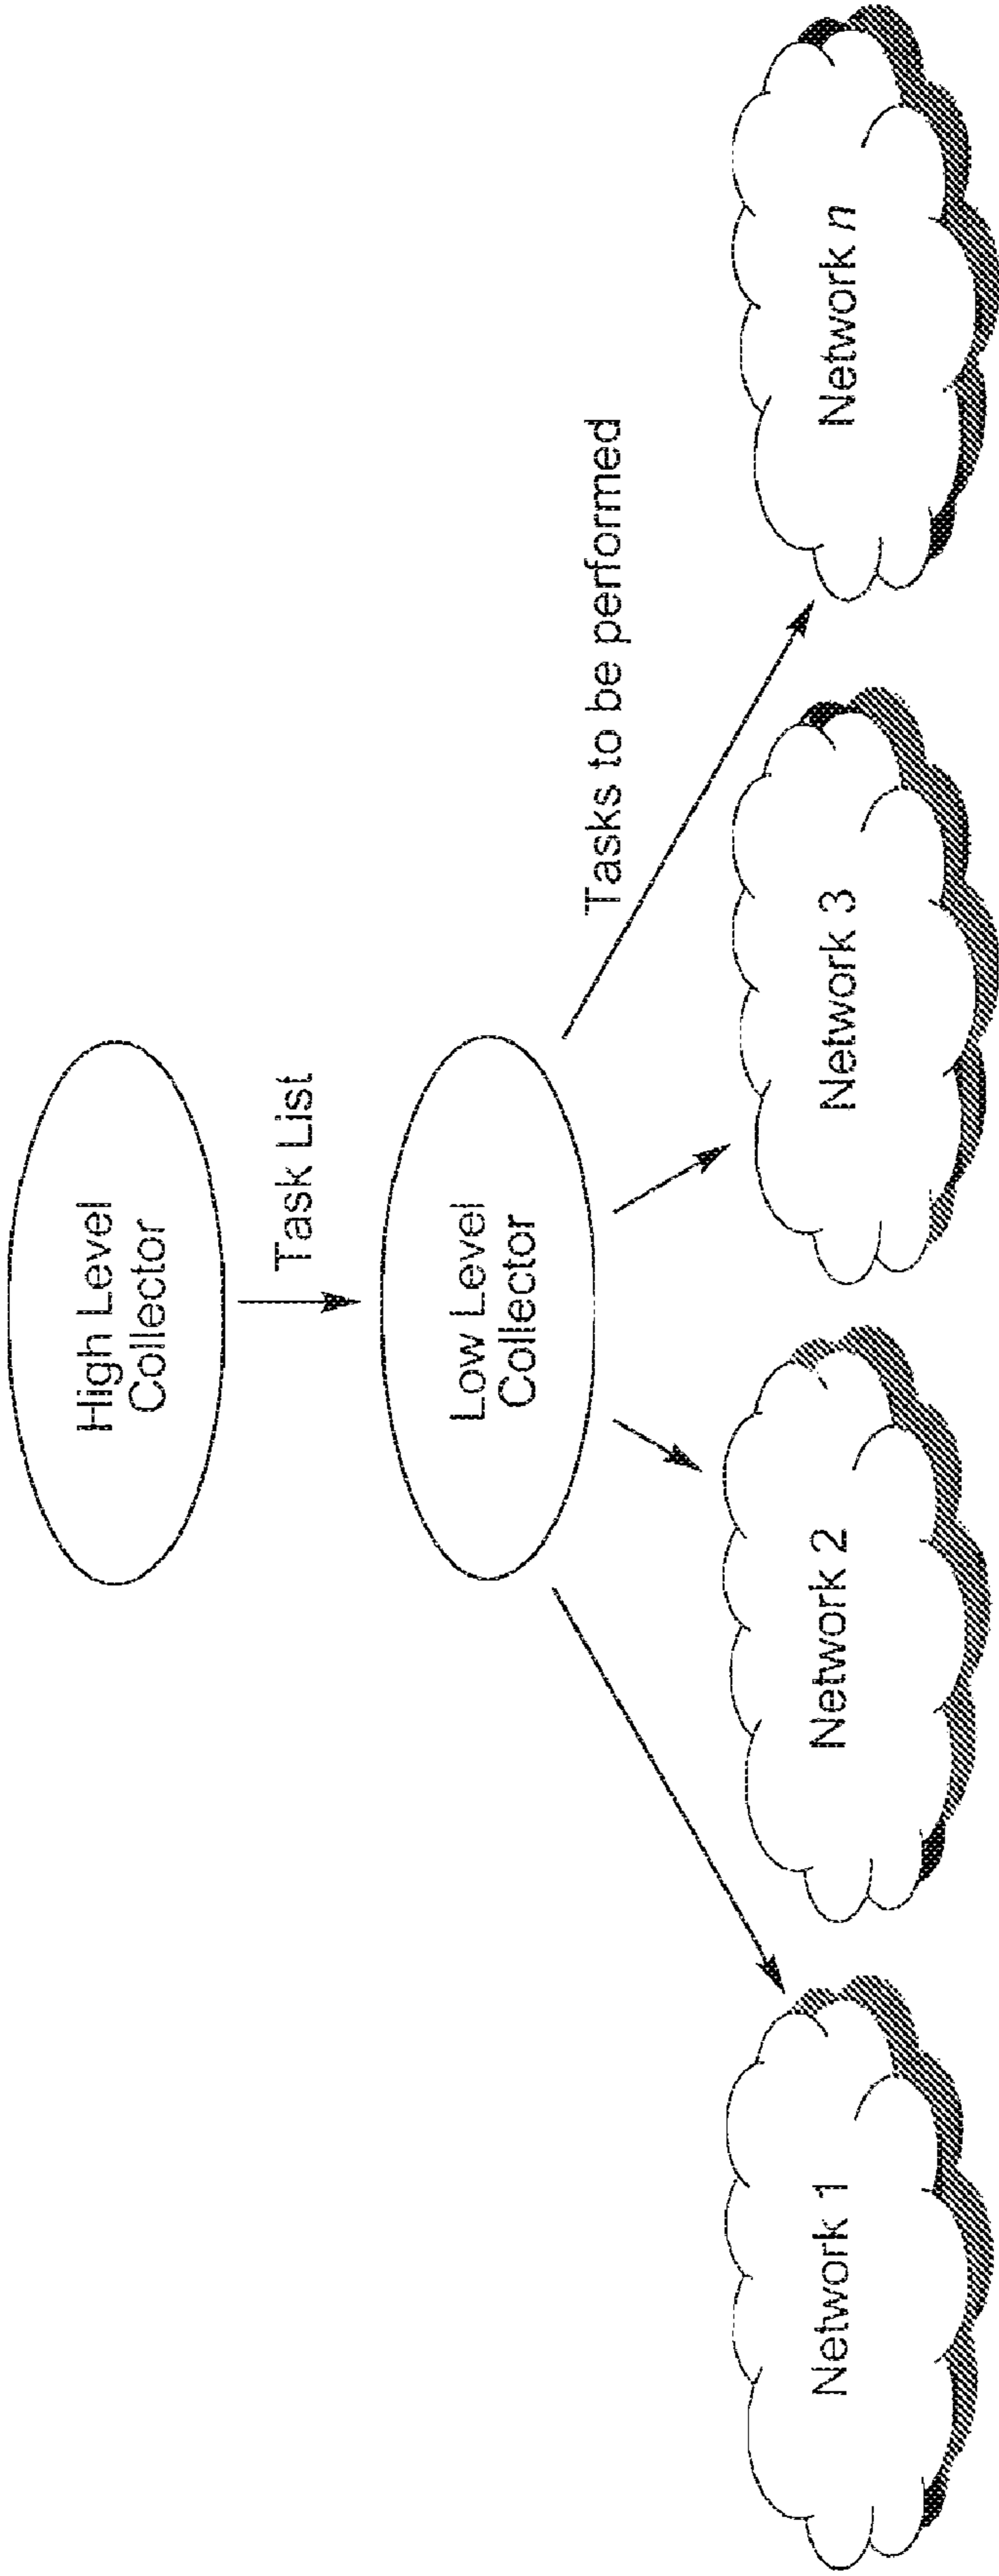 High Level
Collector
Task List
Low Level
Collector
Tasks to be performed
Network 1
Network 2
Network 3
Network n